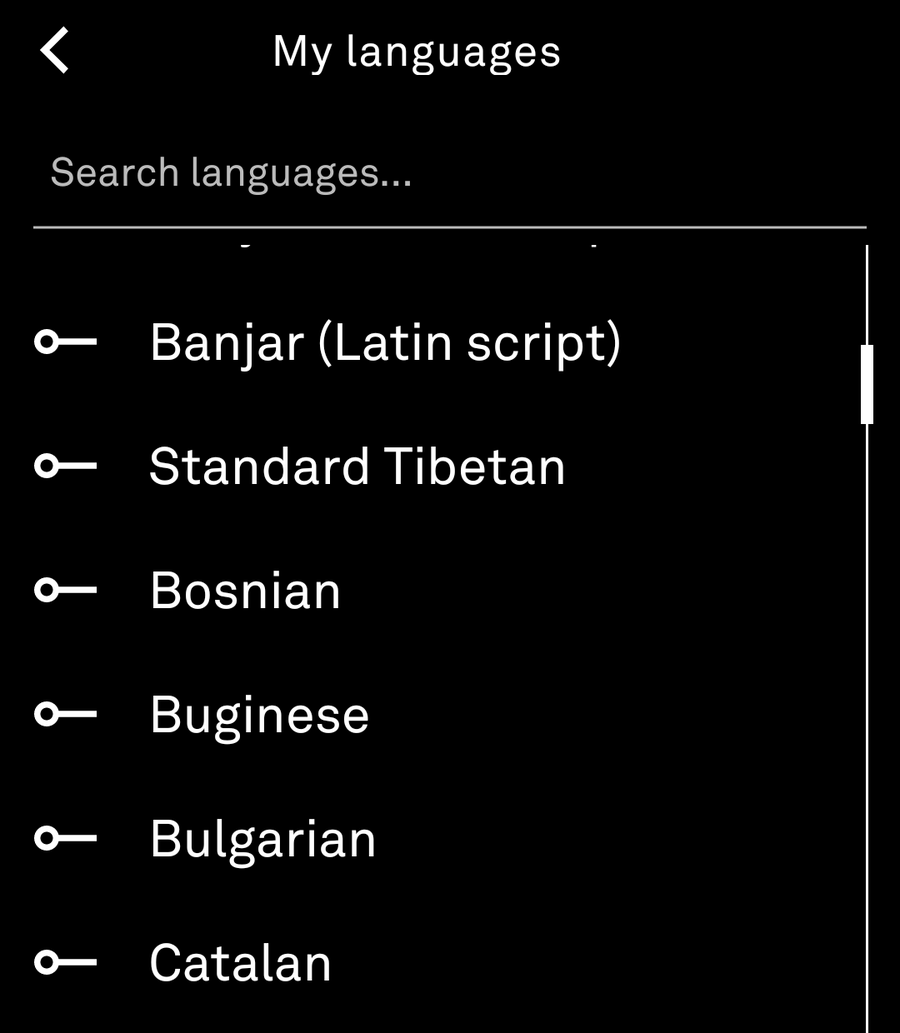 My languages
Search languages...
Banjar (Latin script)
Standard Tibetan
Bosnian
Buginese
Bulgarian
Catalan